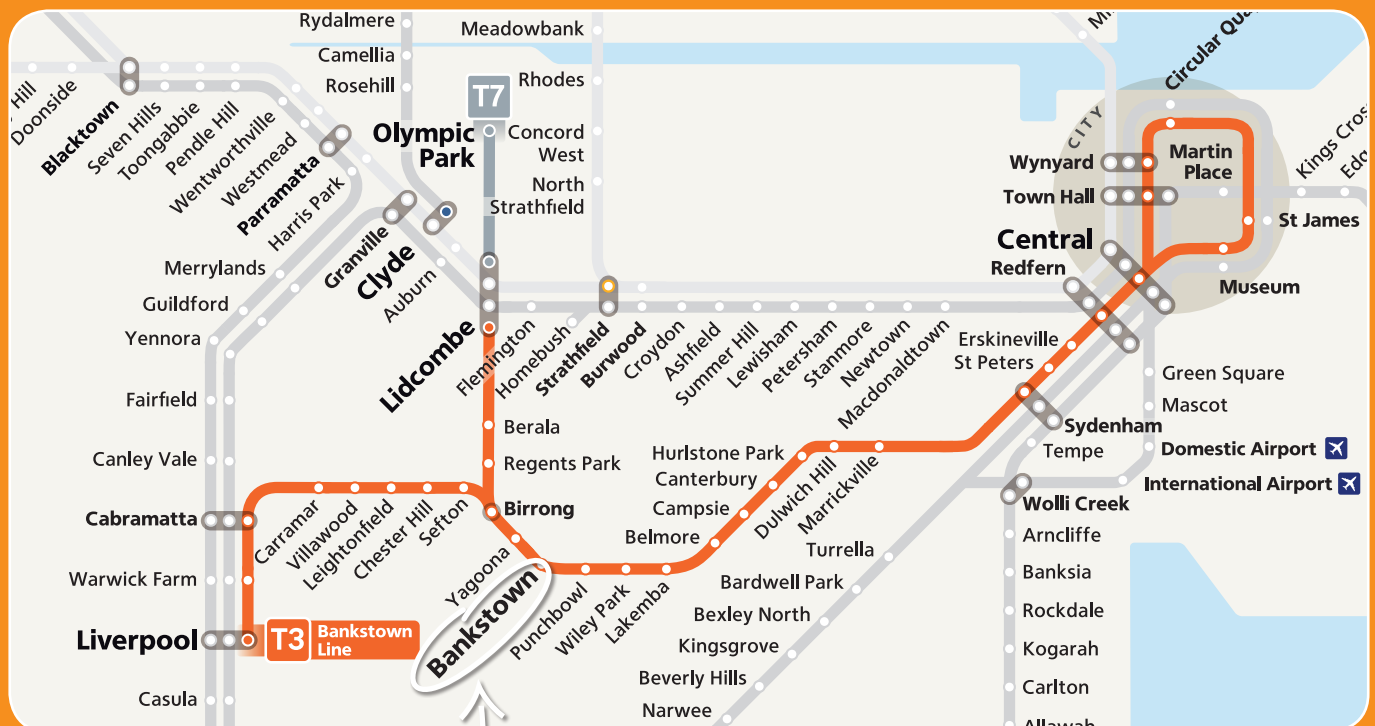 Rydalmere
Camellia
Rosehill
Meadowbank
Rhodes
T7
Olympic
Park
Concord
West
North
Strathfield
Hill
Doonside
Blacktown
Seven Hills
Toongabbie
Pendle Hill
Wentworthville
Westmead
Parramatta
Harris Park
Granville
Clyde
Auburn
Lidcombe
Flemington
Homebush
Strathfield
Burwood
Croydon
Ashfield
Summer Hill
Lewisham
Petersham
Stanmore
Newtown
Macdonaldtown
CITY
Wynyard
Town Hall
Central
Redfern
Martin
Place
St James
Museum
Erskineville
St Peters
Sydenham
Tempe
Green Square
Mascot
Domestic Airport
International Airport
Wolli Creek
Arncliffe
Banksia
Rockdale
Kogarah
Carlton
Merrylands
Guildford
Yennora
Fairfield
Canley Vale
Cabramatta
Warwick Farm
Liverpool
Casula
T3
Bankstown
Line
Carramar
Villawood
Leightonfield
Chester Hill
Sefton
Berala
Regents Park
Birrong
Yagoona
Bankstown
Punchbowl
Wiley Park
Lakemba
Belmore
Campsie
Canterbury
Hurlstone Park
Dulwich Hill
Marrickville
Turrella
Bardwell Park
Bexley North
Kingsgrove
Beverly Hills
Narwee
Circular
Kings